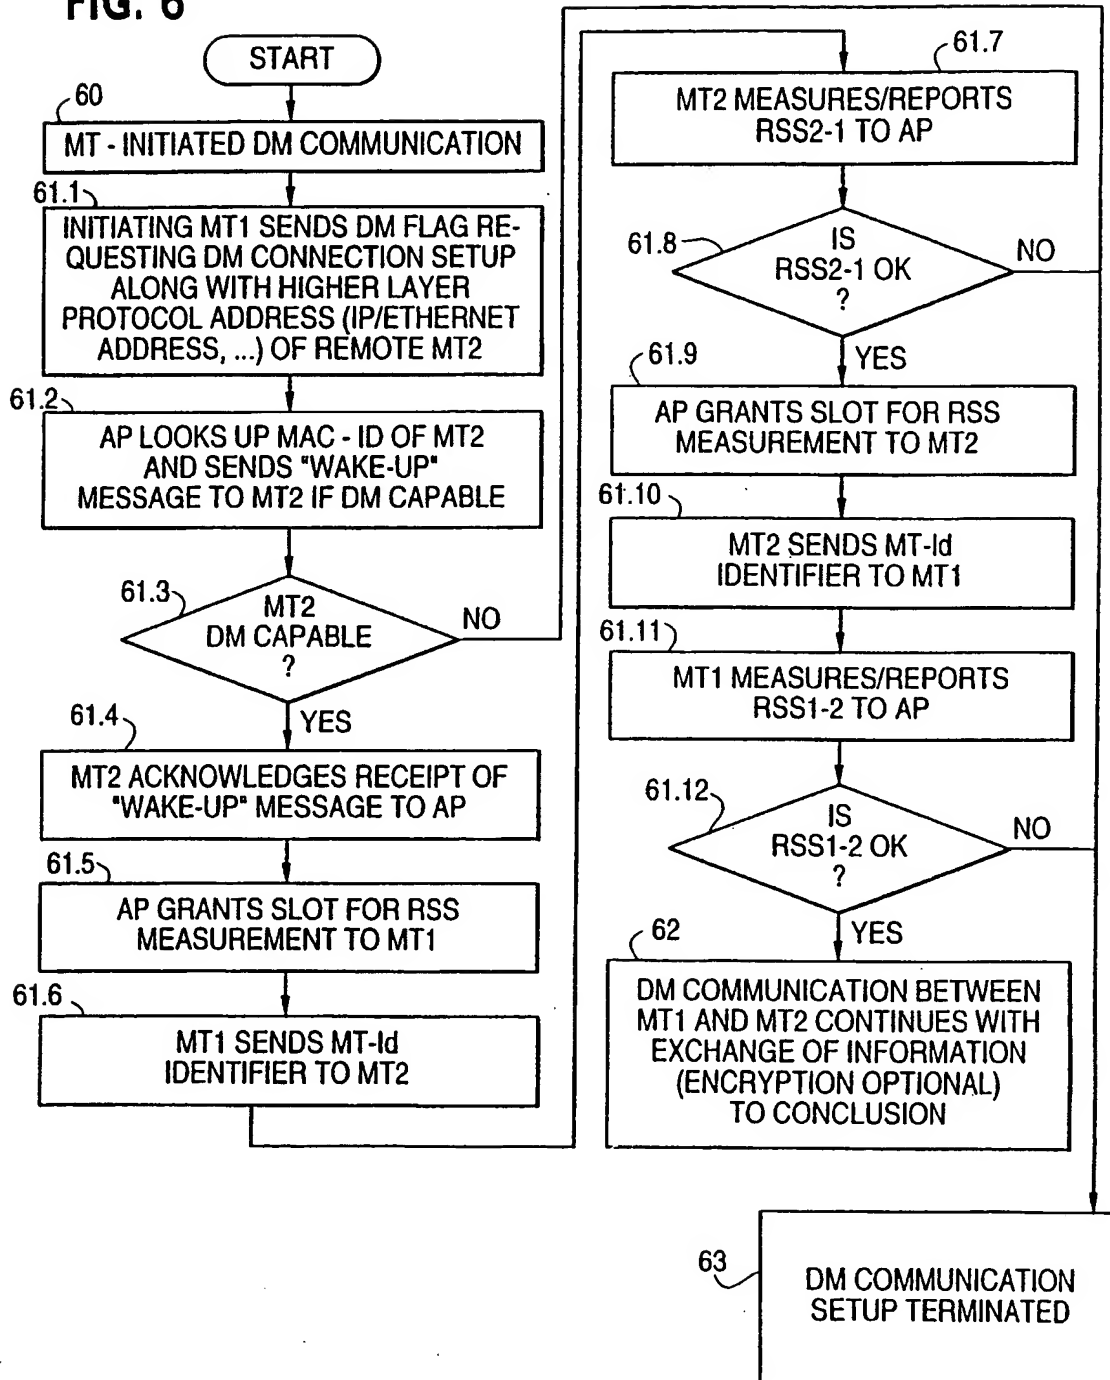 FIG. 6
START
60
MT - INITIATED DM COMMUNICATION
61.1
INITIATING MT1 SENDS DM FLAG RE-
QUESTING DM CONNECTION SETUP
ALONG WITH HIGHER LAYER
PROTOCOL ADDRESS (IP/ETHERNET
ADDRESS, ...) OF REMOTE MT2
61.2
AP LOOKS UP MAC - ID OF MT2
AND SENDS "WAKE-UP"
MESSAGE TO MT2 IF DM CAPABLE
61.3
MT2
DM CAPABLE
?
NO
YES
61.4
MT2 ACKNOWLEDGES RECEIPT OF
"WAKE-UP" MESSAGE TO AP
61.5
AP GRANTS SLOT FOR RSS
MEASUREMENT TO MT1
61.6
MT1 SENDS MT-Id
IDENTIFIER TO MT2
61.7
MT2 MEASURES/REPORTS
RSS2-1 TO AP
61.8
IS
RSS2-1 OK
?
NO
YES
61.9
AP GRANTS SLOT FOR RSS
MEASUREMENT TO MT2
61.10
MT2 SENDS MT-Id
IDENTIFIER TO MT1
61.11
MT1 MEASURES/REPORTS
RSS1-2 TO AP
61.12
IS
RSS1-2 OK
?
NO
YES
62
DM COMMUNICATION BETWEEN
MT1 AND MT2 CONTINUES WITH
EXCHANGE OF INFORMATION
(ENCRYPTION OPTIONAL)
TO CONCLUSION
63
DM COMMUNICATION
SETUP TERMINATED